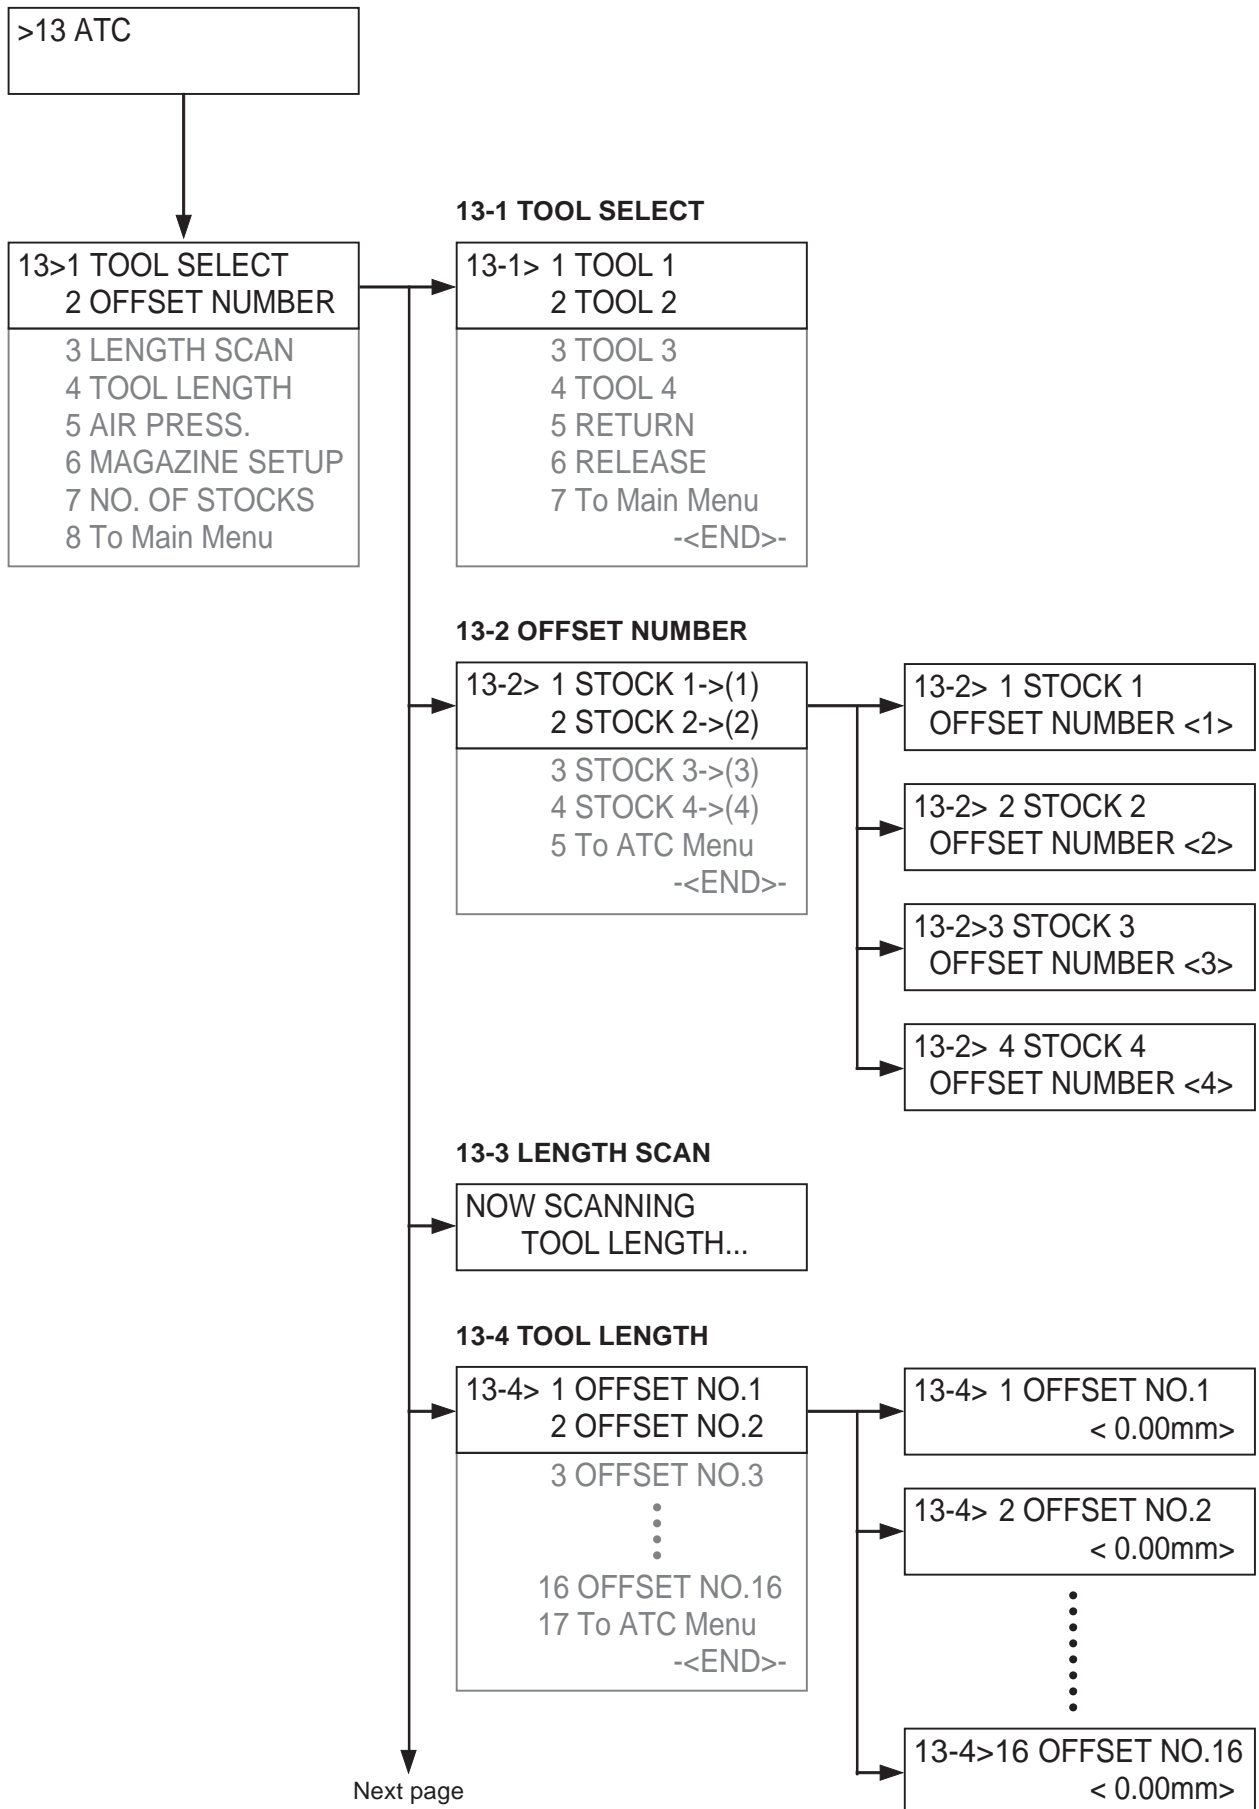 >13 ATC
13>1 TOOL SELECT
2 OFFSET NUMBER
3 LENGTH SCAN
4 TOOL LENGTH
5 AIR PRESS.
6 MAGAZINE SETUP
7 NO. OF STOCKS
8 To Main Menu
13-1 TOOL SELECT
13-1> 1 TOOL 1
2 TOOL 2
3 TOOL 3
4 TOOL 4
5 RETURN
6 RELEASE
7 To Main Menu
-<END>-
13-2 OFFSET NUMBER
13-2> 1 STOCK 1->(1)
2 STOCK 2->(2)
3 STOCK 3->(3)
4 STOCK 4->(4)
5 To ATC Menu
-<END>-
13-2> 1 STOCK 1
OFFSET NUMBER <1>
13-2> 2 STOCK 2
OFFSET NUMBER <2>
13-2>3 STOCK 3
OFFSET NUMBER <3>
13-2> 4 STOCK 4
OFFSET NUMBER <4>
13-3 LENGTH SCAN
NOW SCANNING
TOOL LENGTH...
13-4 TOOL LENGTH
13-4> 1 OFFSET NO.1
2 OFFSET NO.2
3 OFFSET NO.3
16 OFFSET NO.16
17 To ATC Menu
-<END>-
13-4> 1 OFFSET NO.1
< 0.00mm>
13-4> 2 OFFSET NO.2
< 0.00mm>
13-4>16 OFFSET NO.16
< 0.00mm>
Next page